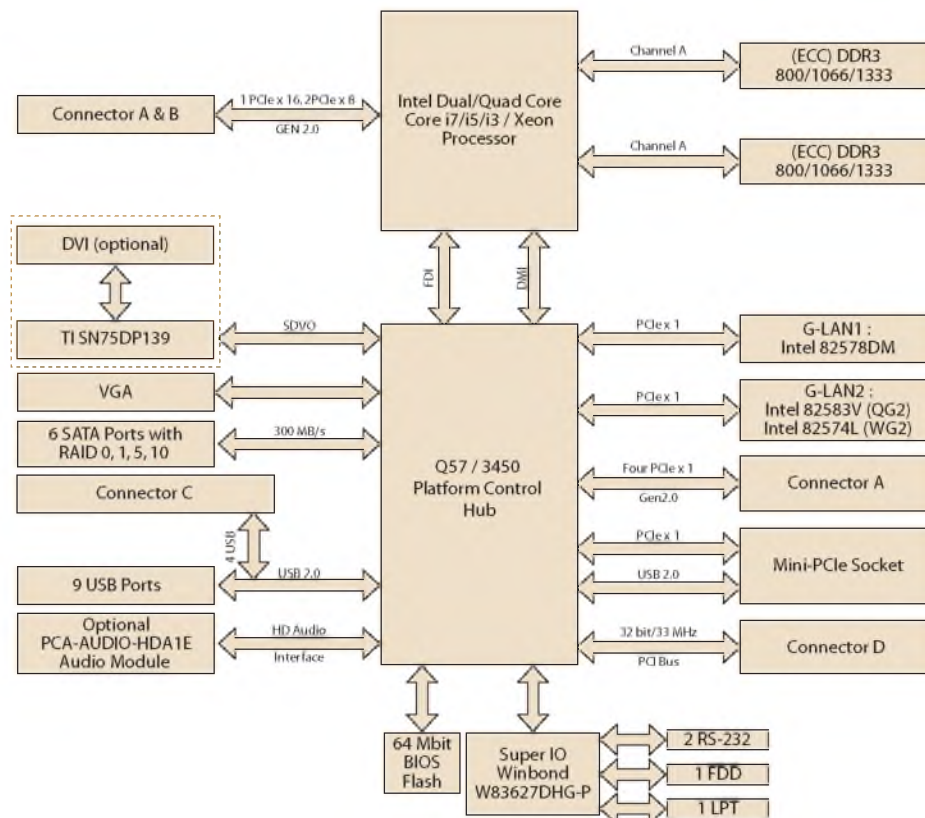 Connector A & B
1 PCIe x 16, 2PCIe x 8
GEN 2.0
Intel Dual/Quad Core
Core i7/i5/i3 / Xeon
Processor
Channel A
(ECC) DDR3
800/1066/1333
Channel A
(ECC) DDR3
800/1066/1333
FDI
DMI
DVI (optional)
TI SN75DP139
SDVO
VGA
6 SATA Ports with
RAID 0, 1, 5, 10
300 MB/s
Connector C
4 USB
9 USB Ports
USB 2.0
Optional
PCA-AUDIO-HDA1E
Audio Module
HD Audio
Interface
Q57 / 3450
Platform Control
Hub
PCIe x 1
G-LAN1 :
Intel 82578DM
PCIe x 1
G-LAN2 :
Intel 82583V (QG2)
Intel 82574L (WG2)
Four PCIe x 1
Gen2.0
Connector A
PCIe x 1
USB 2.0
Mini-PCIe Socket
32 bit/33 MHz
PCI Bus
Connector D
64 Mbit
BIOS
Flash
Super IO
Winbond
W83627DHG-P
2 RS-232
1 FDD
1 LPT